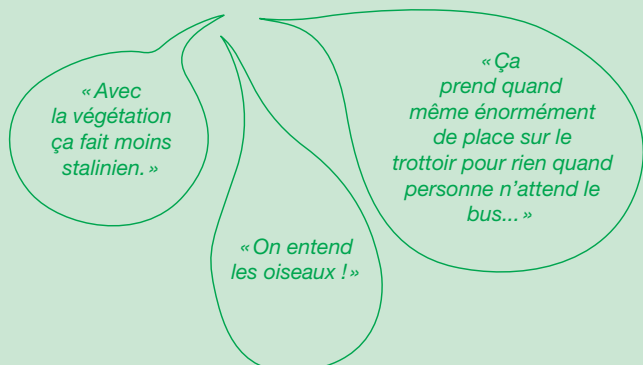 « Avec
la végétation
ça fait moins
stalinien. »
« On entend
les oiseaux ! »
« Ça
prend quand
même énormément
de place sur le
trottoir pour rien quand
personne n’attend le
bus... »